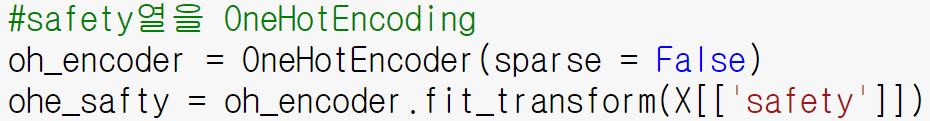 #safety열을 OneHotEncoding
oh_encoder = OneHotEncoder(sparse = False)
ohe_safty = oh_encoder.fit_transform(X[['safety']])